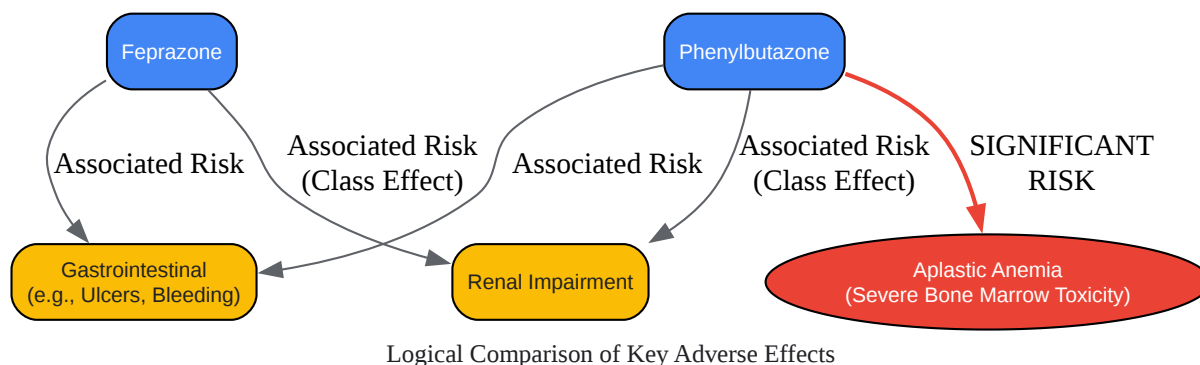 Feprazone
Phenylbutazone
Associated Risk
Associated Risk
(Class Effect)
Associated Risk
Associated Risk
(Class Effect)
SIGNIFICANT
RISK
Gastrointestinal
(e.g., Ulcers, Bleeding)
Renal Impairment
Aplastic Anemia
(Severe Bone Marrow Toxicity)
Logical Comparison of Key Adverse Effects